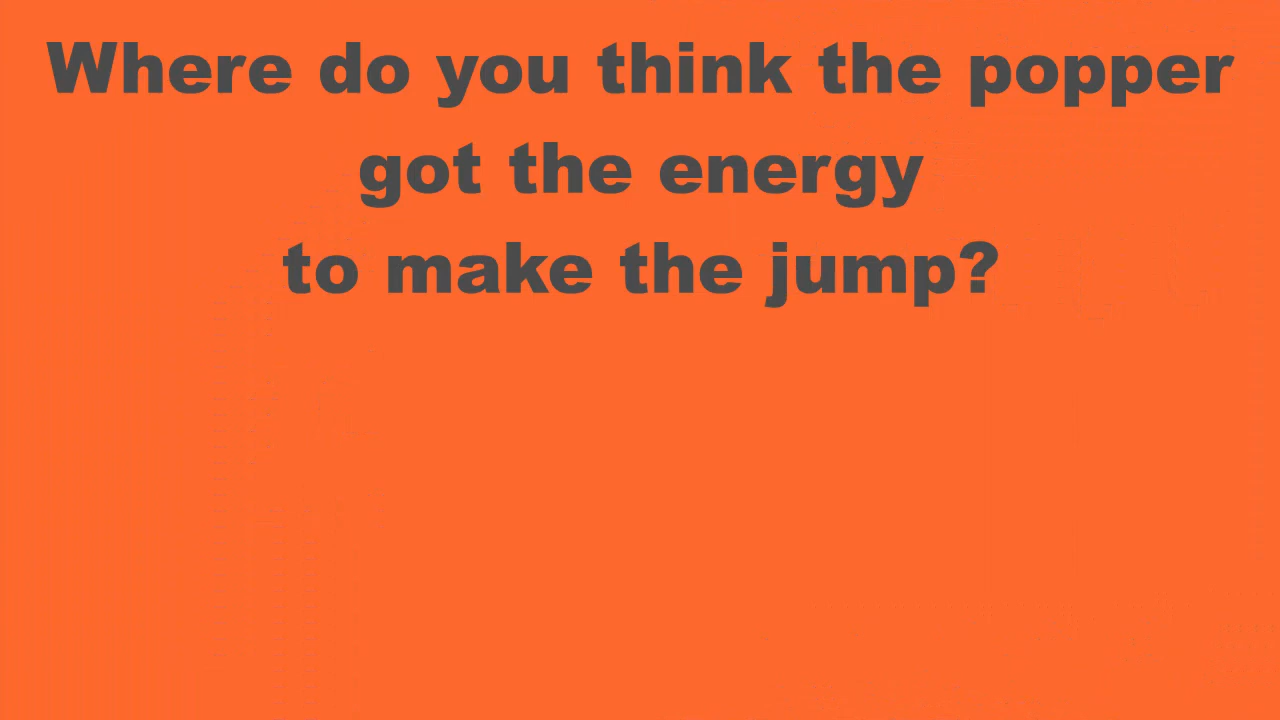 Where do you think the popper
got the energy
to make the jump?